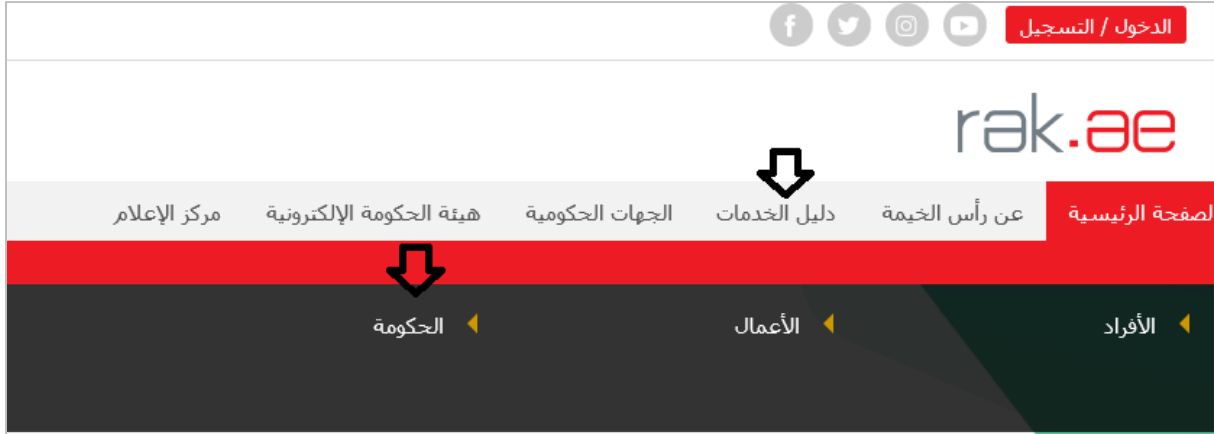 الدخول / التسجيل
rak.ae
الصفحة الرئيسية عن رأس الخيمة دليل الخدمات الجهات الحكومية هيئة الحكومة الإلكترونية مركز الإعلام
الأفراد الأعمال الحكومة